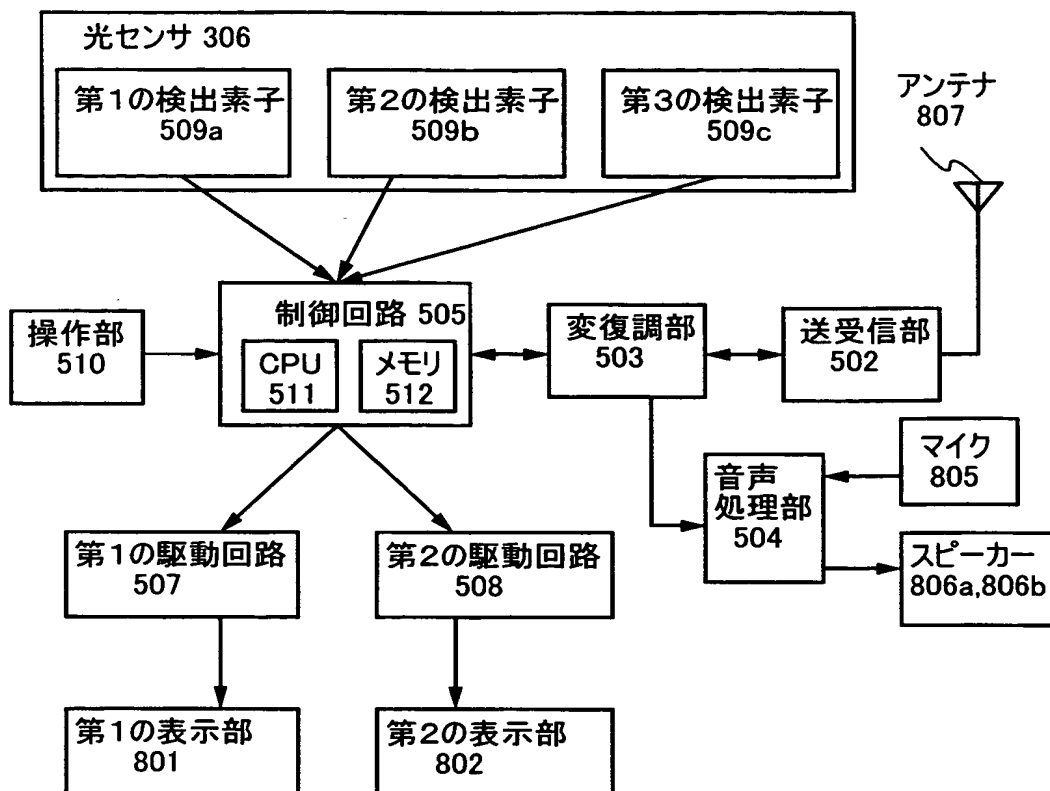 光センサ 306
第1の検出素子
509a
第2の検出素子
509b
第3の検出素子
509c
アンテナ
807
操作部
510
制御回路 505
CPU
511
メモリ
512
変復調部
503
送受信部
502
音声
処理部
504
マイク
805
スピーカー
806a,806b
第1の駆動回路
507
第2の駆動回路
508
第1の表示部
801
第2の表示部
802